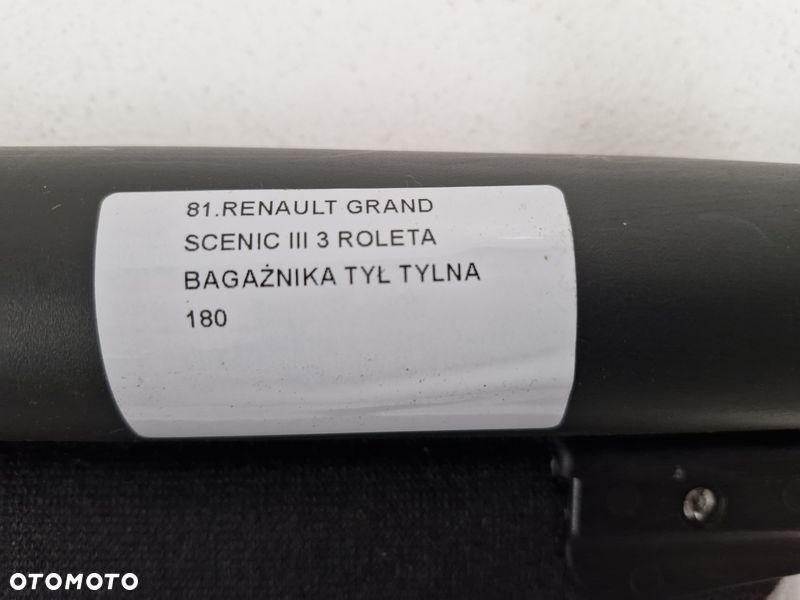 81.RENAULT GRAND
SCENIC III 3 ROLETA
BAGAŻNIKA TYŁ TYLNA
180
OTOMOTO